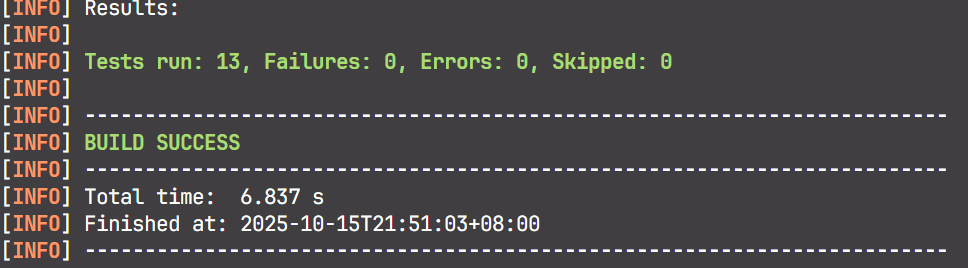 [INFO] Results:
[INFO]
[INFO] Tests run: 13, Failures: 0, Errors: 0, Skipped: 0
[INFO]
[INFO] ------------------------------------------------------------------------
[INFO] BUILD SUCCESS
[INFO] ------------------------------------------------------------------------
[INFO] Total time:  6.837 s
[INFO] Finished at: 2025-10-15T21:51:03+08:00
[INFO] ------------------------------------------------------------------------